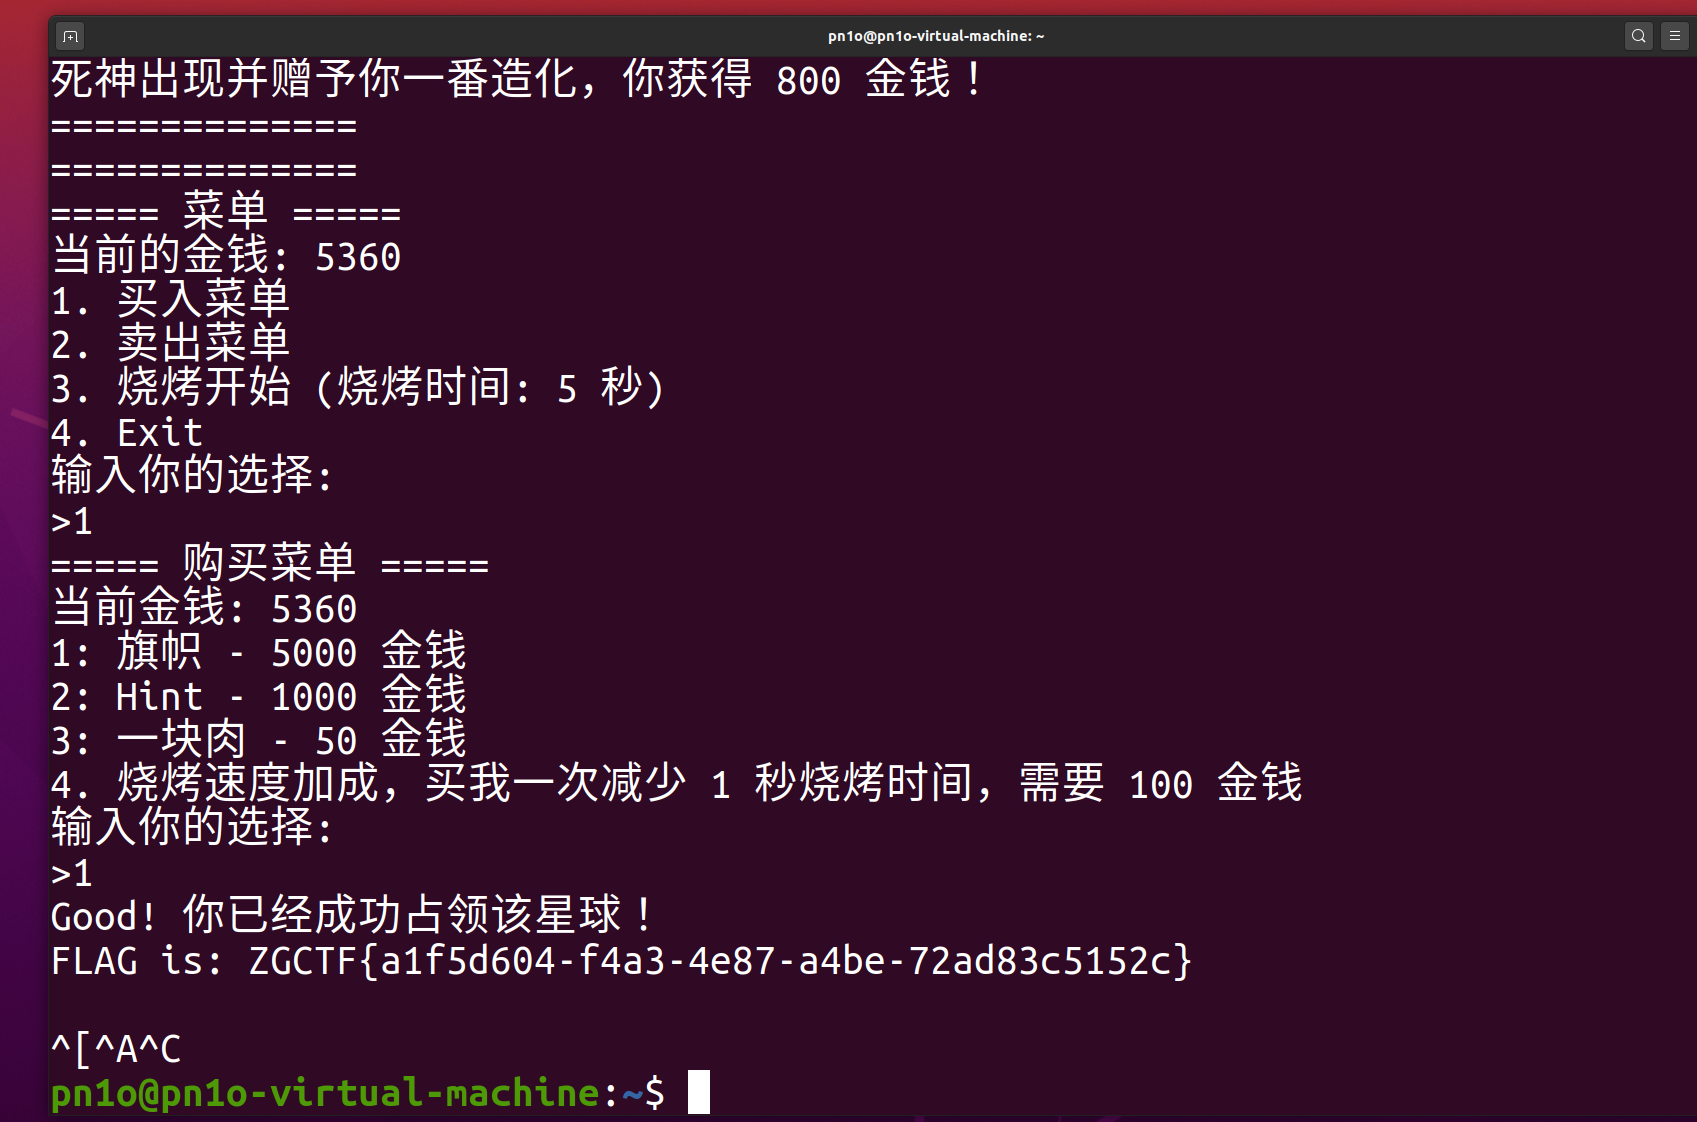 pn1o@pn1o-virtual-machine: ~
死神出现并赠予你一番造化，你获得 800 金钱！
==============
==============
===== 菜单 =====
当前的金钱: 5360
1. 买入菜单
2. 卖出菜单
3. 烧烤开始 (烧烤时间: 5 秒)
4. Exit
输入你的选择:
>1
===== 购买菜单 =====
当前金钱: 5360
1: 旗帜 - 5000 金钱
2: Hint - 1000 金钱
3: 一块肉 - 50 金钱
4. 烧烤速度加成，买我一次减少 1 秒烧烤时间，需要 100 金钱
输入你的选择:
>1
Good! 你已经成功占领该星球！
FLAG is: ZGCTF{a1f5d604-f4a3-4e87-a4be-72ad83c5152c}
^[^A^C
pn1o@pn1o-virtual-machine:~$